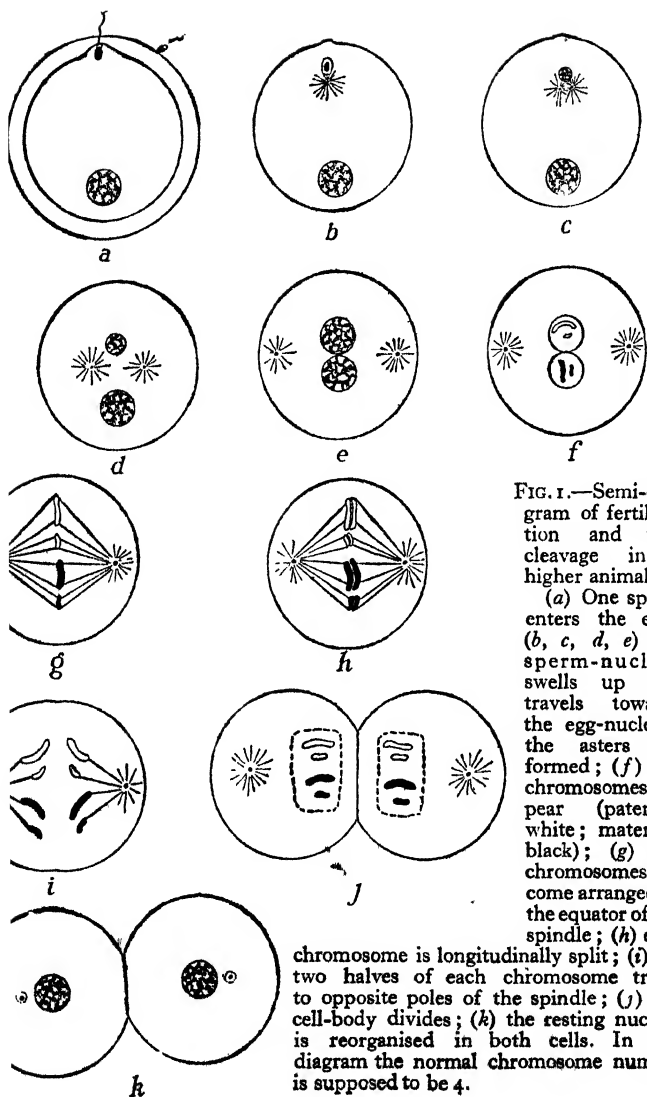 a
b
c
d
e
f
g
h
i
j
k
FIG. 1.—Semi-
gram of fertil
tion and
cleavage in
higher animal
(a) One sp
enters the e
(b, c, d, e)
sperm-nucl
swells up
travels towa
the egg-nucle
the asters
formed; (f)
chromosomes
pear (pater
white; mater
black); (g)
chromosomes
come arranged
the equator of
spindle; (h) e
chromosome is longitudinally split; (i)
two halves of each chromosome tr
to opposite poles of the spindle; (j)
cell-body divides; (k) the resting nuc
is reorganised in both cells. In
diagram the normal chromosome num
is supposed to be 4.